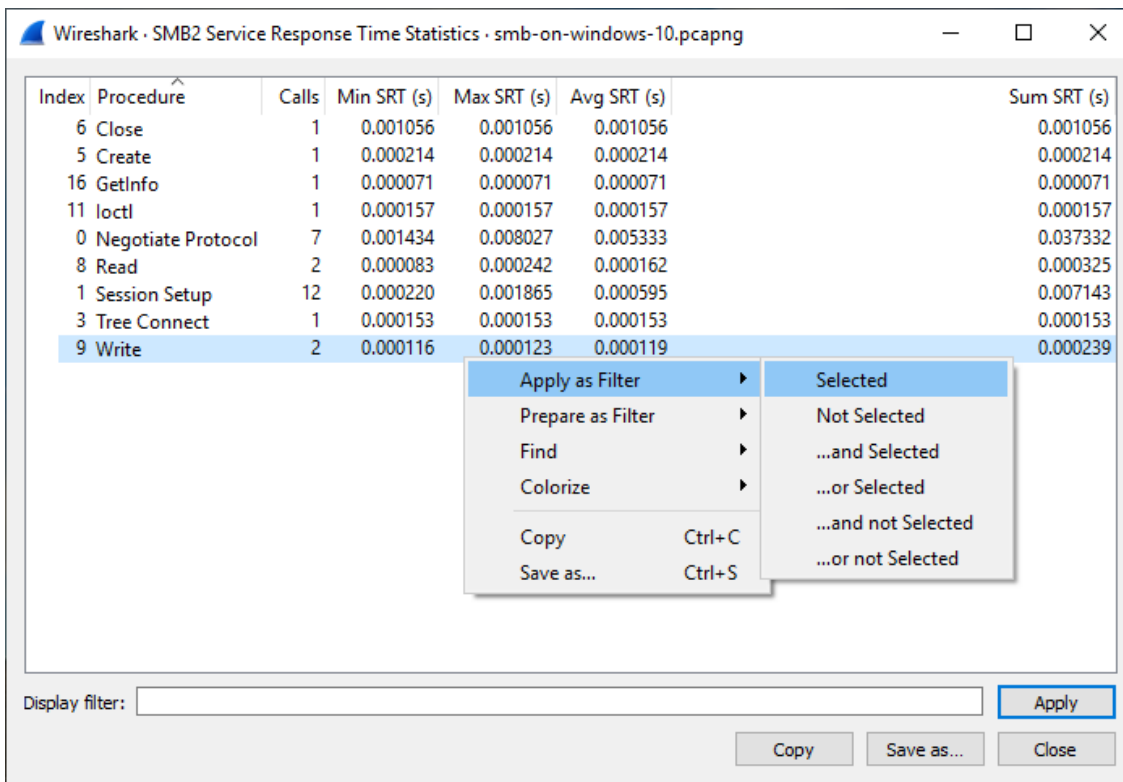 Wireshark · SMB2 Service Response Time Statistics · smb-on-windows-10.pcapng
Index Procedure Calls Min SRT (s) Max SRT (s) Avg SRT (s) Sum SRT (s)
6 Close 1 0.001056 0.001056 0.001056 0.001056
5 Create 1 0.000214 0.000214 0.000214 0.000214
16 GetInfo 1 0.000071 0.000071 0.000071 0.000071
11 Ioctl 1 0.000157 0.000157 0.000157 0.000157
0 Negotiate Protocol 7 0.001434 0.008027 0.005333 0.037332
8 Read 2 0.000083 0.000242 0.000162 0.000325
1 Session Setup 12 0.000220 0.001865 0.000595 0.007143
3 Tree Connect 1 0.000153 0.000153 0.000153 0.000153
9 Write 2 0.000116 0.000123 0.000119 0.000239
Apply as Filter
Prepare as Filter
Find
Colorize
Copy Ctrl+C
Save as... Ctrl+S
Selected
Not Selected
...and Selected
...or Selected
...and not Selected
...or not Selected
Display filter: Apply
Copy Save as... Close